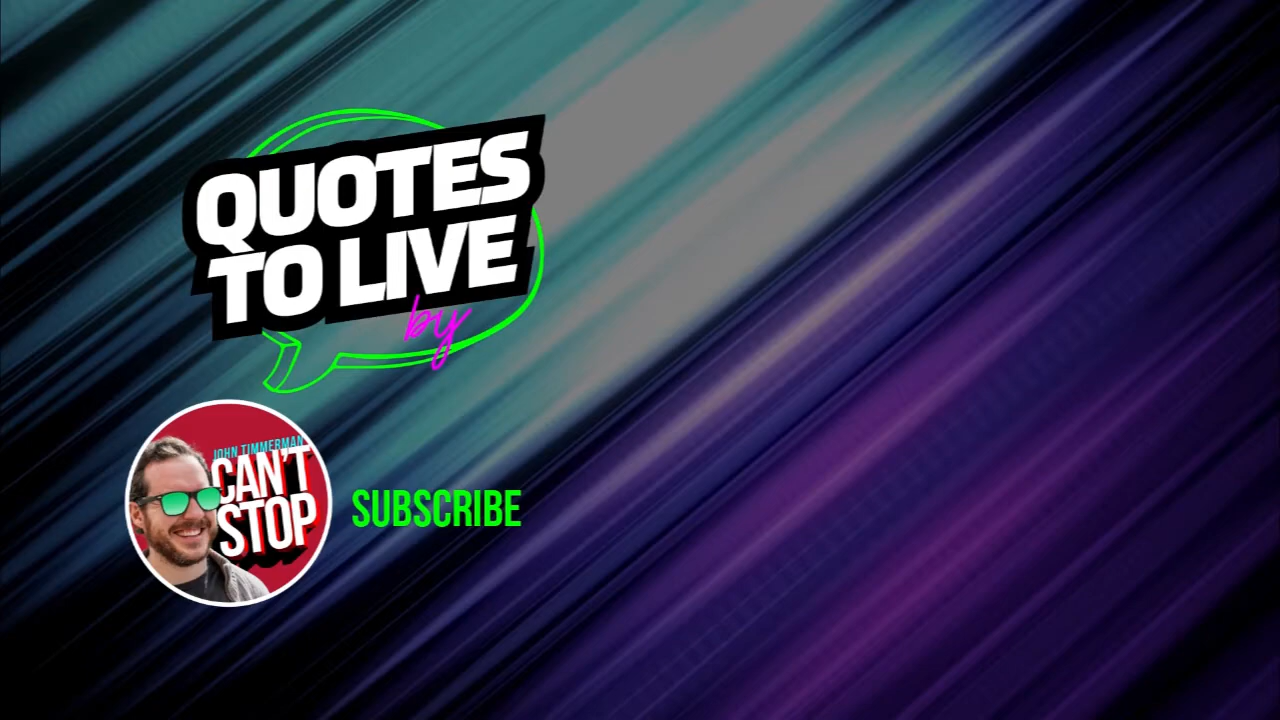 QUOTES
TO LIVE
by
JOHN TIMMERMAN
CAN'T
STOP
SUBSCRIBE